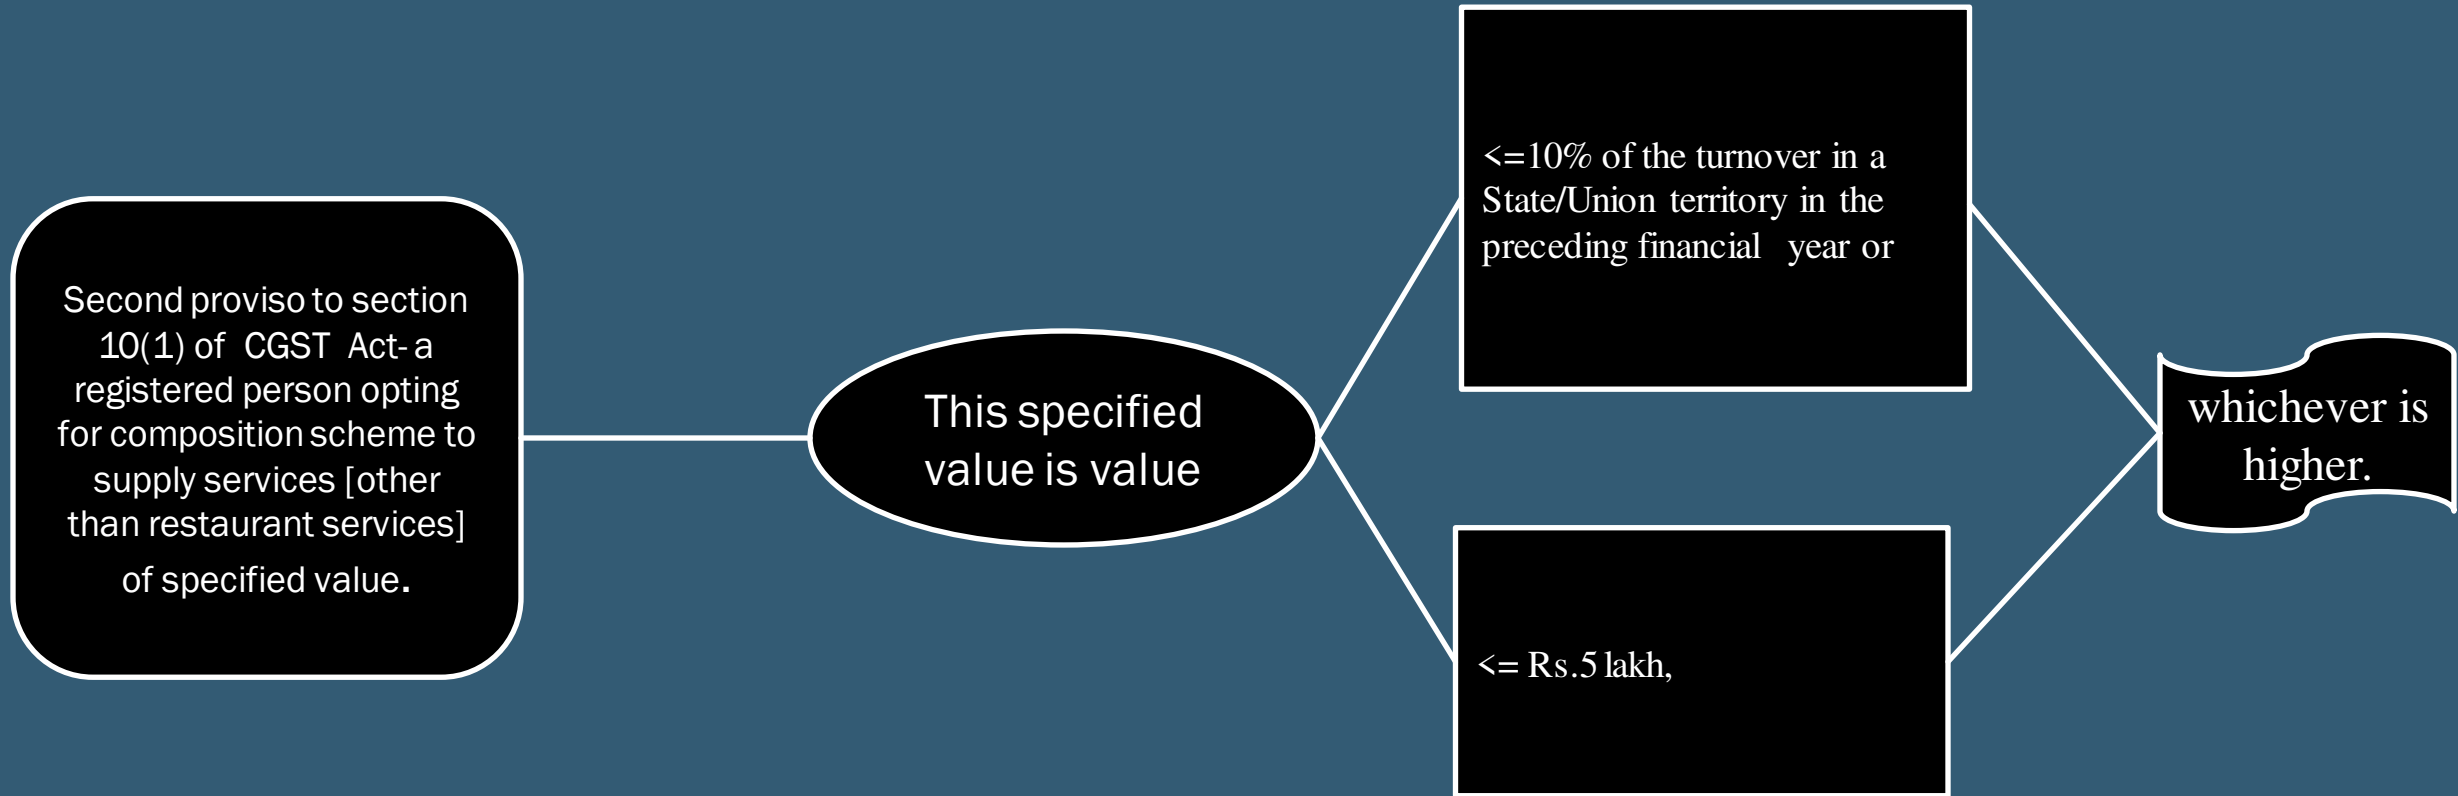 Second proviso to section
10(1) of CGST Act- a
registered person opting
for composition scheme to
supply services [other
than restaurant services]
of specified value.
This specified
value is value
<=10% of the turnover in a
State/Union territory in the
preceding financial year or
<= Rs.5 lakh,
whichever is
higher.